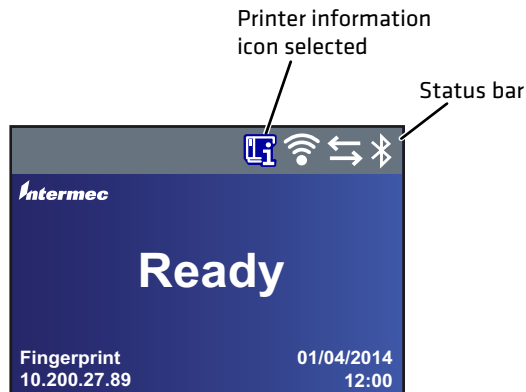 Printer information
icon selected
Status bar
Intermec
Ready
Fingerprint
01/04/2014
10.200.27.89
12:00